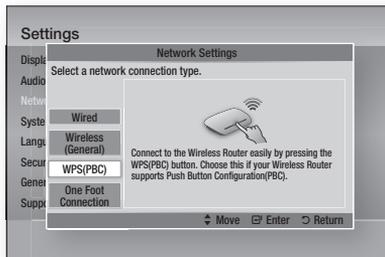 Settings
Network Settings
Select a network connection type.
Displa
Audio
Netwo
Syste
Langu
Secur
Gener
Suppo
Wired
Wireless
(General)
WPS(PBC)
One Foot
Connection
Connect to the Wireless Router easily by pressing the
WPS(PBC) button. Choose this if your Wireless Router
supports Push Button Configuration(PBC).
Move Enter Return